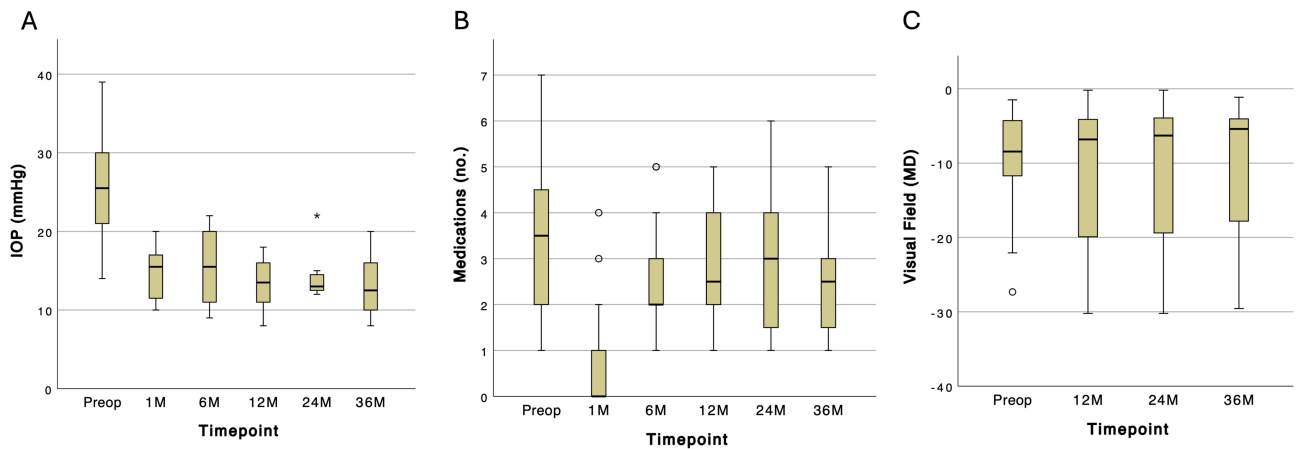 A
IOP (mmHg)
40
30
20
10
0
Preop 1M 6M 12M 24M 36M
*
Timepoint
B
Medications (no.)
7
6
5
4
3
2
1
0
Preop 1M 6M 12M 24M 36M
Timepoint
C
Visual Field (MD)
0
-10
-20
-30
-40
Preop 12M 24M 36M
Timepoint